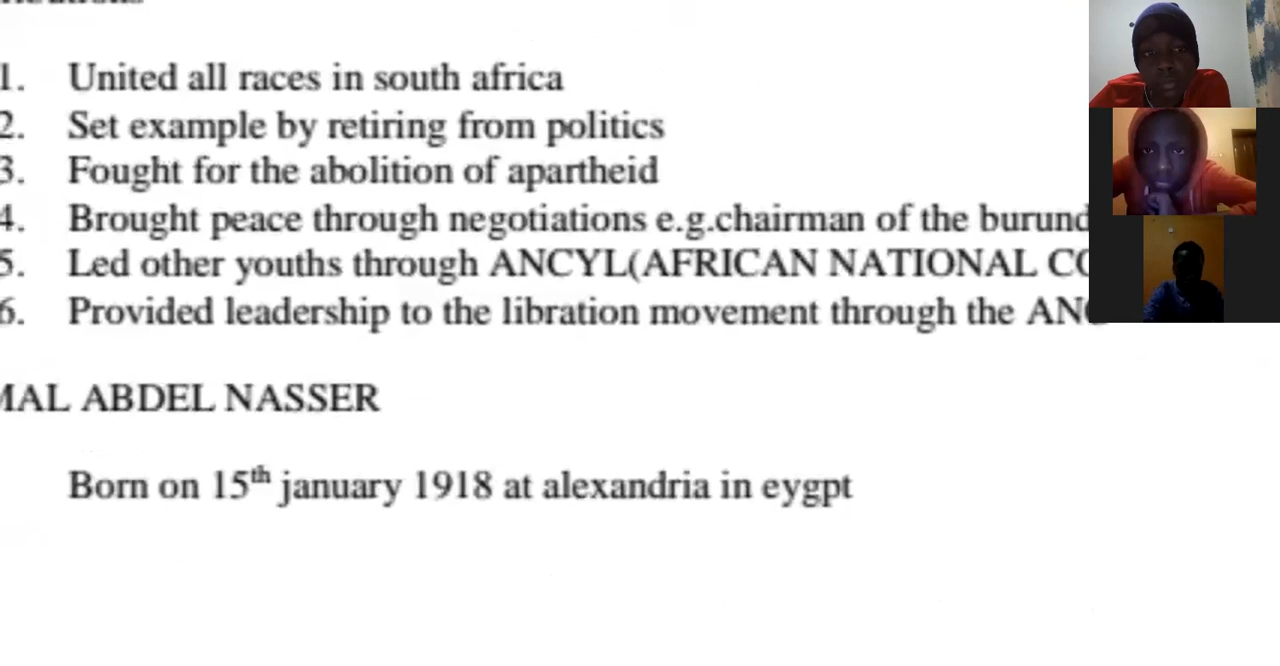 1. United all races in south africa
2. Set example by retiring from politics
3. Fought for the abolition of apartheid
4. Brought peace through negotiations e.g.chairman of the burund
5. Led other youths through ANCYL(AFRICAN NATIONAL
6. Provided leadership to the libration movement through the
ABDEL NASSER
Born on 15th january 1918 at alexandria in eygpt